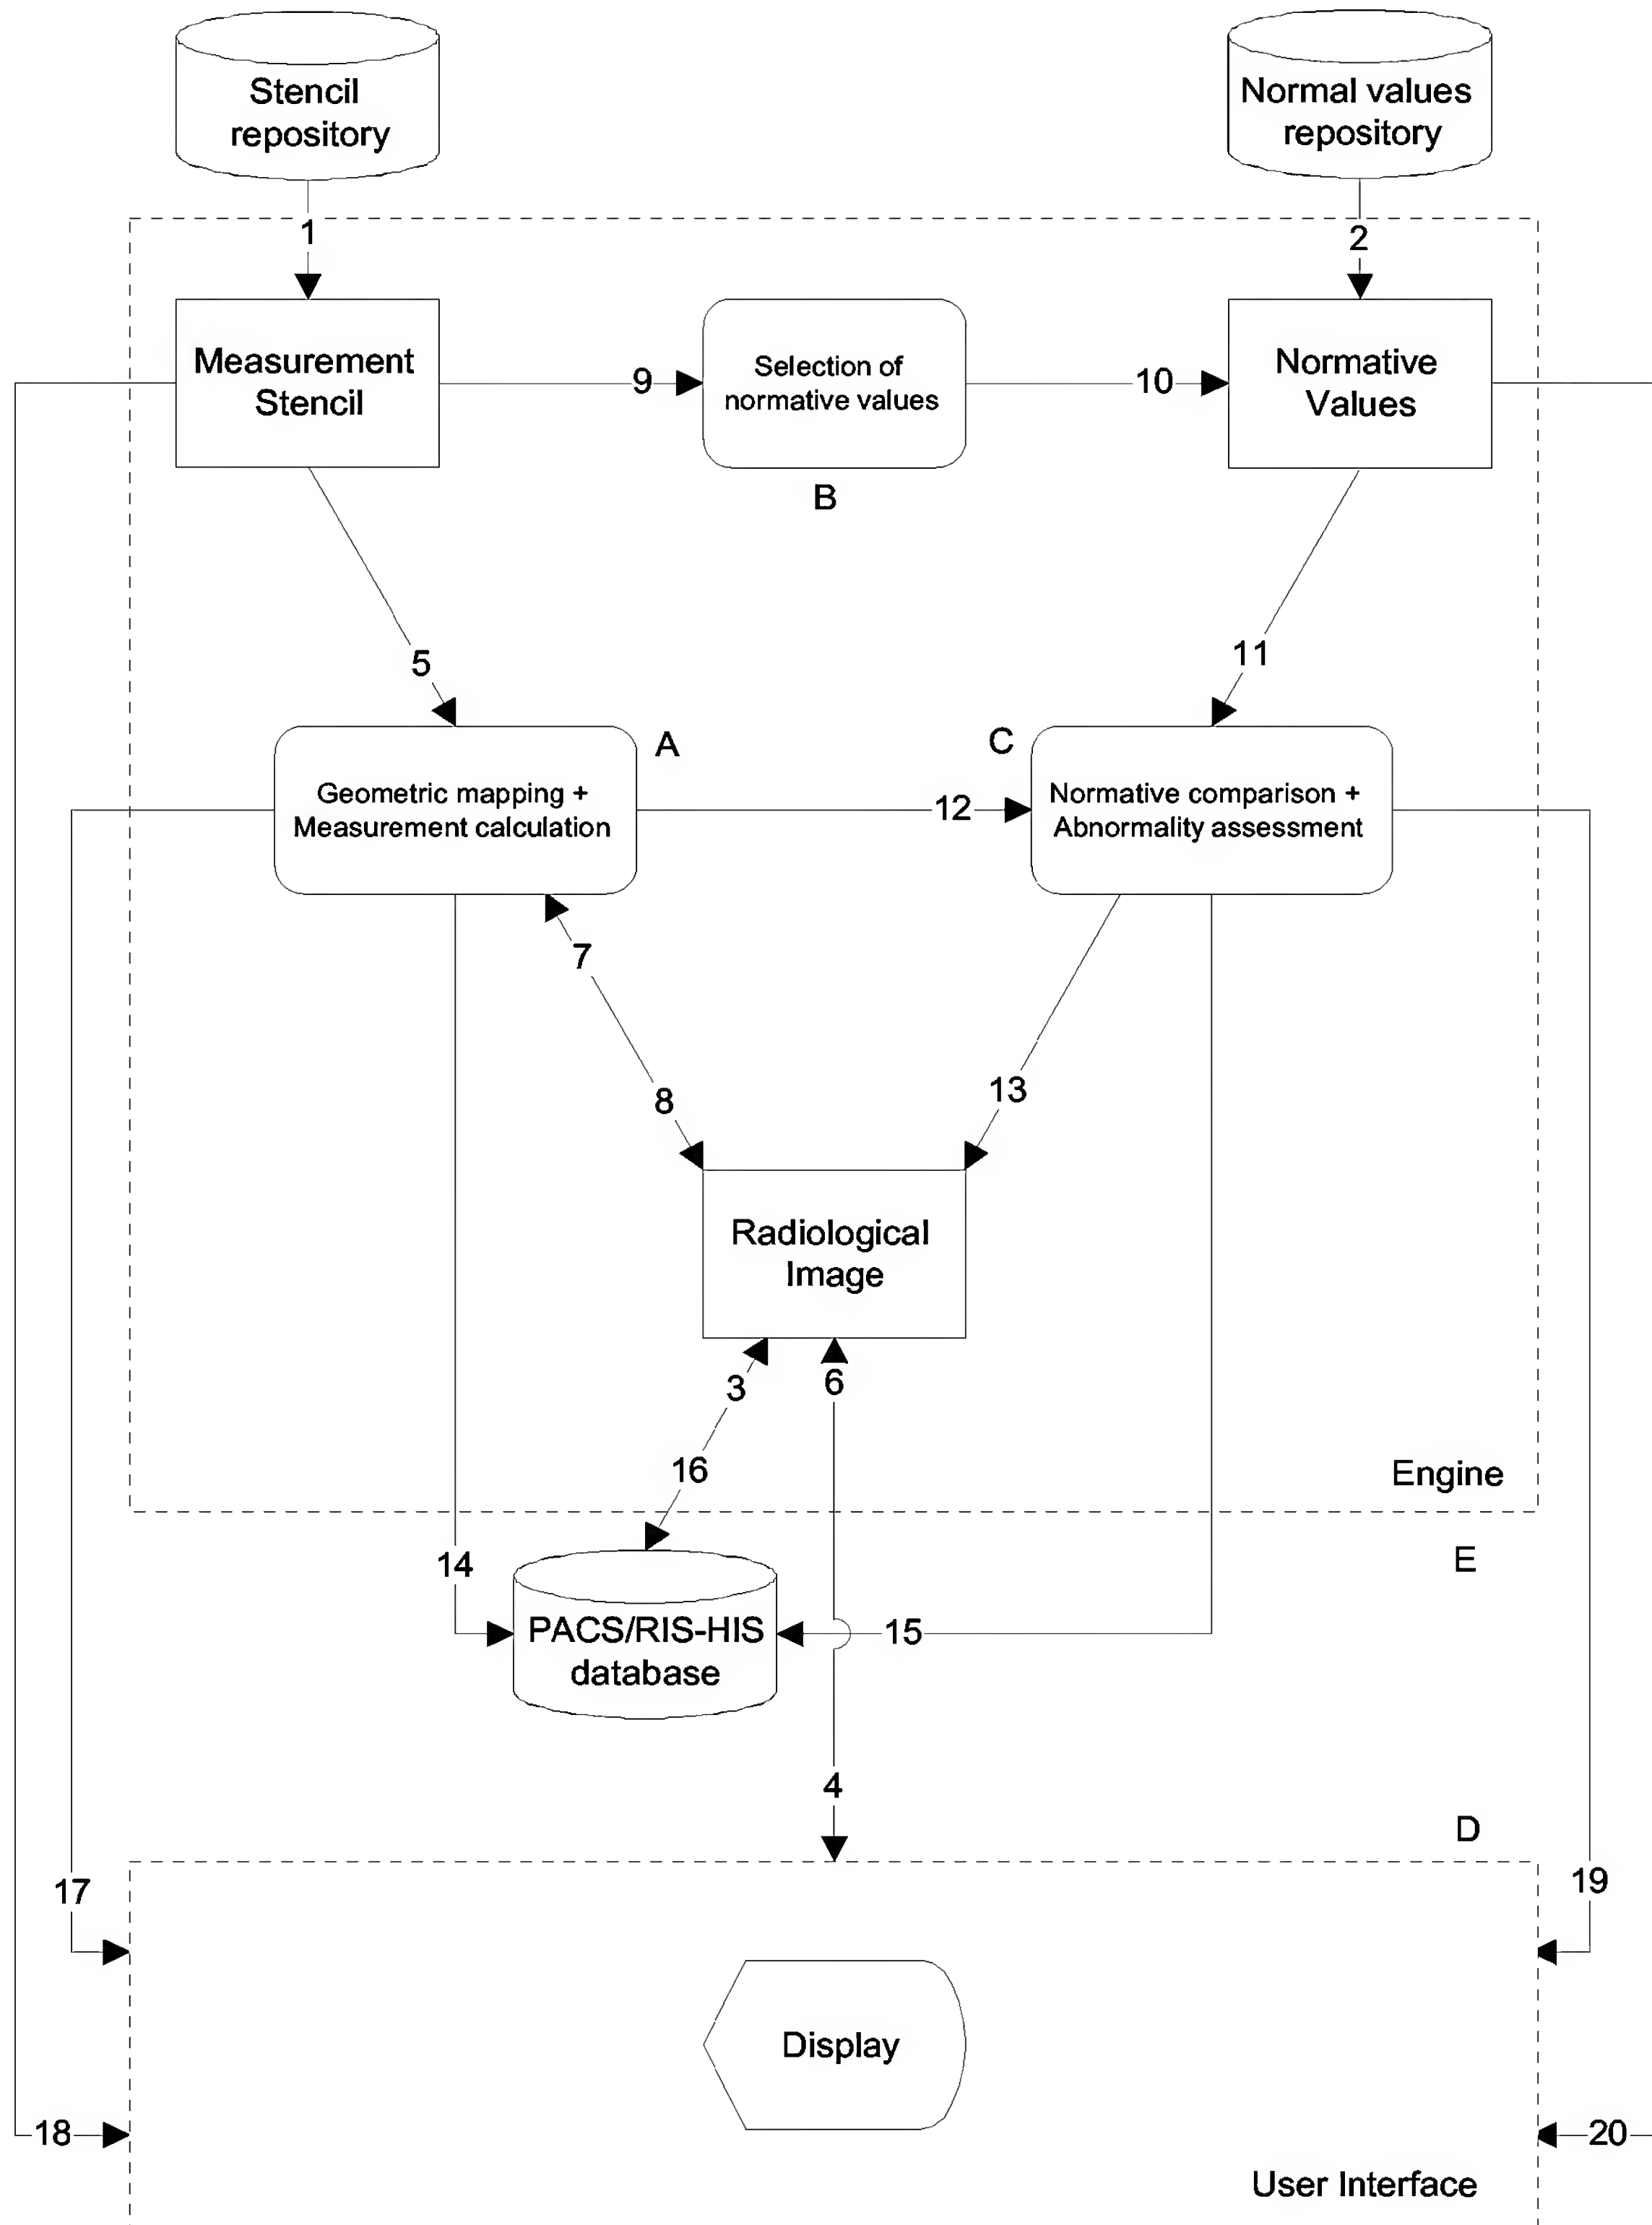 Stencil
repository
Normal values
repository
1
2
Measurement
Stencil
9
Selection of
normative values
10
Normative
Values
B
5
11
A
C
Geometric mapping +
Measurement calculation
12
Normative comparison +
Abnormality assessment
7
8
13
Radiological
Image
3
6
16
Engine
14
E
PACS/RIS-HIS
database
15
4
D
17
19
Display
18
20
User Interface